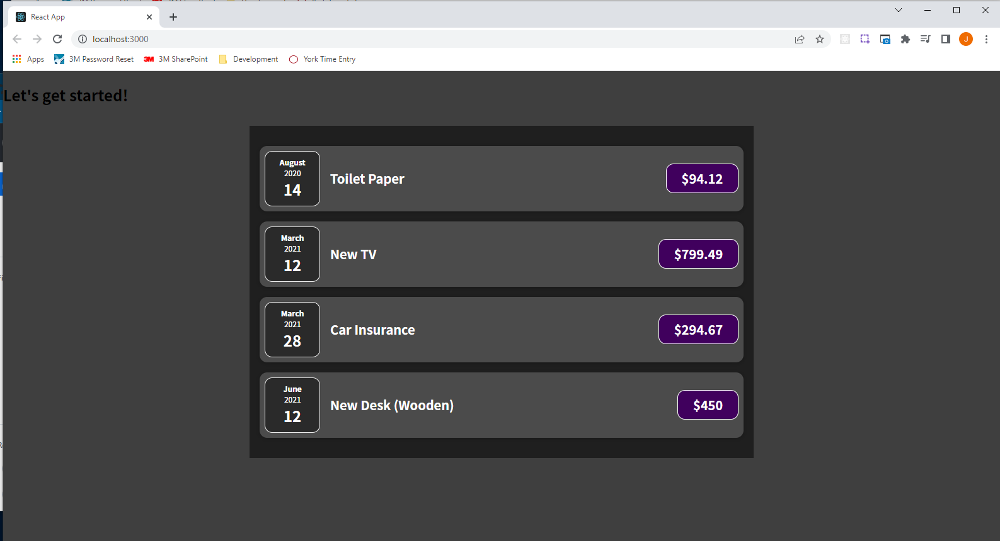 React App
localhost:3000
J
Apps 3M Password Reset 3M 3M SharePoint Development York Time Entry
Let's get started!
August
2020
14
Toilet Paper
$94.12
March
2021
12
New TV
$799.49
March
2021
28
Car Insurance
$294.67
June
2021
12
New Desk (Wooden)
$450